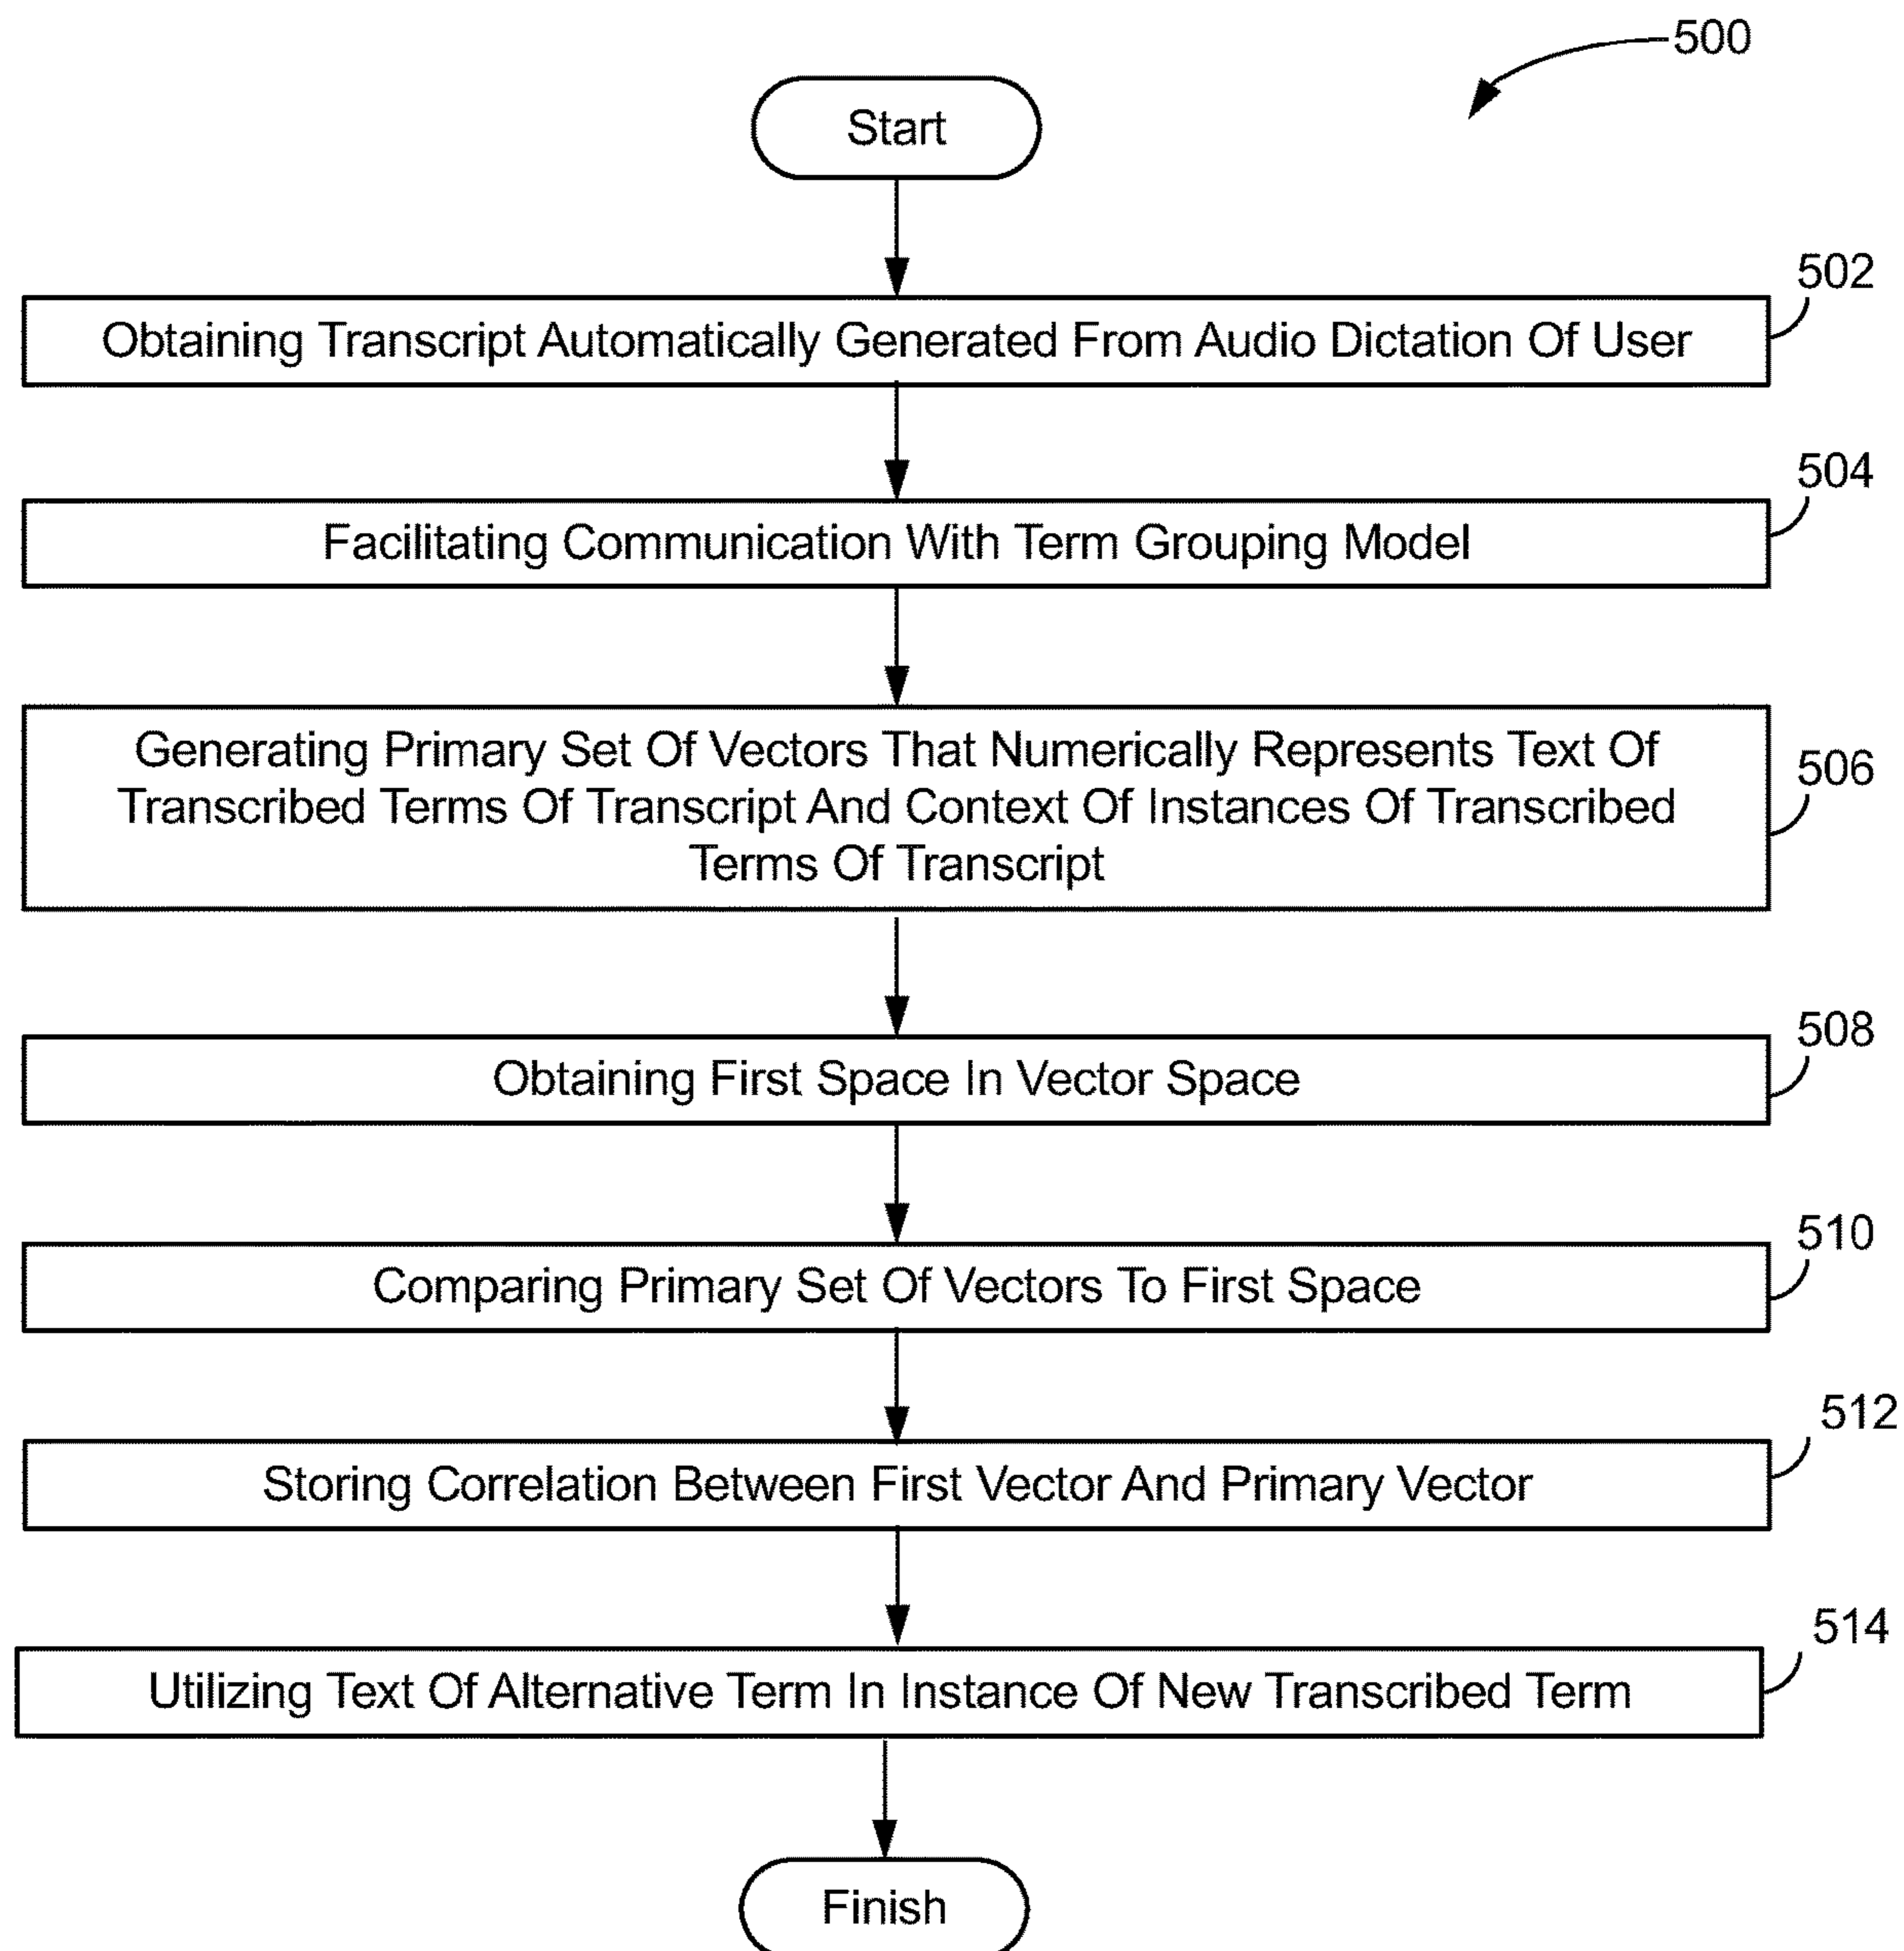 500
Start
502
Obtaining Transcript Automatically Generated From Audio Dictation Of User
504
Facilitating Communication With Term Grouping Model
Generating Primary Set Of Vectors That Numerically Represents Text Of
506
Transcribed Terms Of Transcript And Context Of Instances Of Transcribed
Terms Of Transcript
508
Obtaining First Space In Vector Space
510
Comparing Primary Set Of Vectors To First Space
512
Storing Correlation Between First Vector And Primary Vector
514
Utilizing Text Of Alternative Term In Instance Of New Transcribed Term
Finish